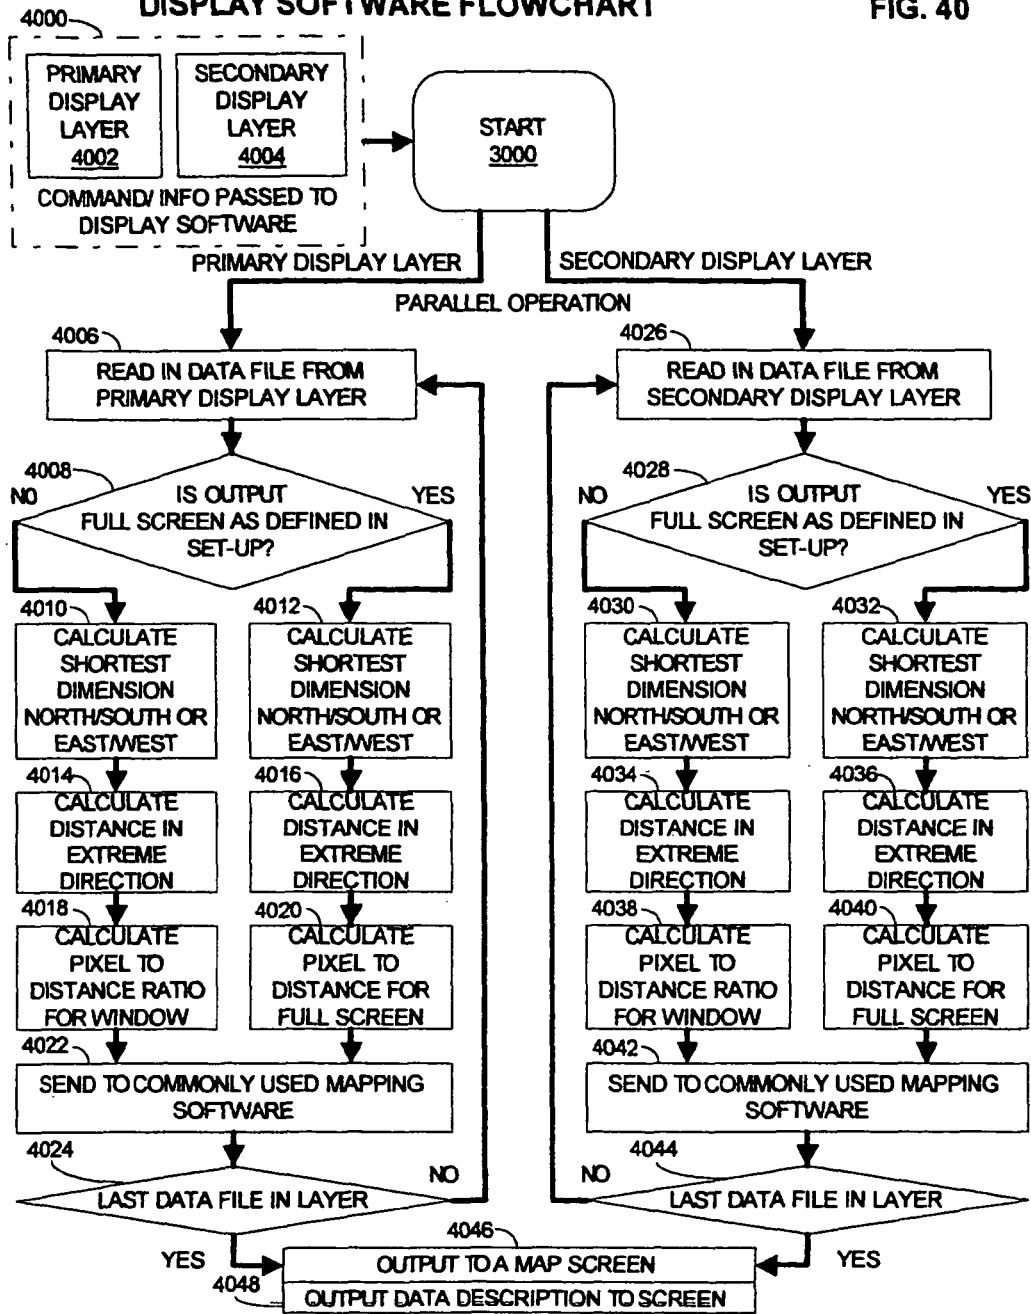 DISPLAY SOFTWARE FLOWCHART
FIG. 40
4000
PRIMARY
DISPLAY
LAYER
4002
SECONDARY
DISPLAY
LAYER
4004
COMMAND/ INFO PASSED TO
DISPLAY SOFTWARE
START
3000
PRIMARY DISPLAY LAYER
SECONDARY DISPLAY LAYER
PARALLEL OPERATION
4006
READ IN DATA FILE FROM
PRIMARY DISPLAY LAYER
4026
READ IN DATA FILE FROM
SECONDARY DISPLAY LAYER
4008
NO
YES
IS OUTPUT
FULL SCREEN AS DEFINED IN
SET-UP?
4028
NO
YES
IS OUTPUT
FULL SCREEN AS DEFINED IN
SET-UP?
4010
CALCULATE
SHORTEST
DIMENSION
NORTH/SOUTH OR
EAST/WEST
4012
CALCULATE
SHORTEST
DIMENSION
NORTH/SOUTH OR
EAST/WEST
4030
CALCULATE
SHORTEST
DIMENSION
NORTH/SOUTH OR
EAST/WEST
4032
CALCULATE
SHORTEST
DIMENSION
NORTH/SOUTH OR
EAST/WEST
4014
CALCULATE
DISTANCE IN
EXTREME
DIRECTION
4016
CALCULATE
DISTANCE IN
EXTREME
DIRECTION
4034
CALCULATE
DISTANCE IN
EXTREME
DIRECTION
4036
CALCULATE
DISTANCE IN
EXTREME
DIRECTION
4018
CALCULATE
PIXEL TO
DISTANCE RATIO
FOR WINDOW
4020
CALCULATE
PIXEL TO
DISTANCE FOR
FULL SCREEN
4038
CALCULATE
PIXEL TO
DISTANCE RATIO
FOR WINDOW
4040
CALCULATE
PIXEL TO
DISTANCE FOR
FULL SCREEN
4022
SEND TO COMMONLY USED MAPPING
SOFTWARE
4042
SEND TO COMMONLY USED MAPPING
SOFTWARE
4024
LAST DATA FILE IN LAYER
NO
YES
4044
NO
LAST DATA FILE IN LAYER
YES
4046
OUTPUT TO A MAP SCREEN
4048
OUTPUT DATA DESCRIPTION TO SCREEN